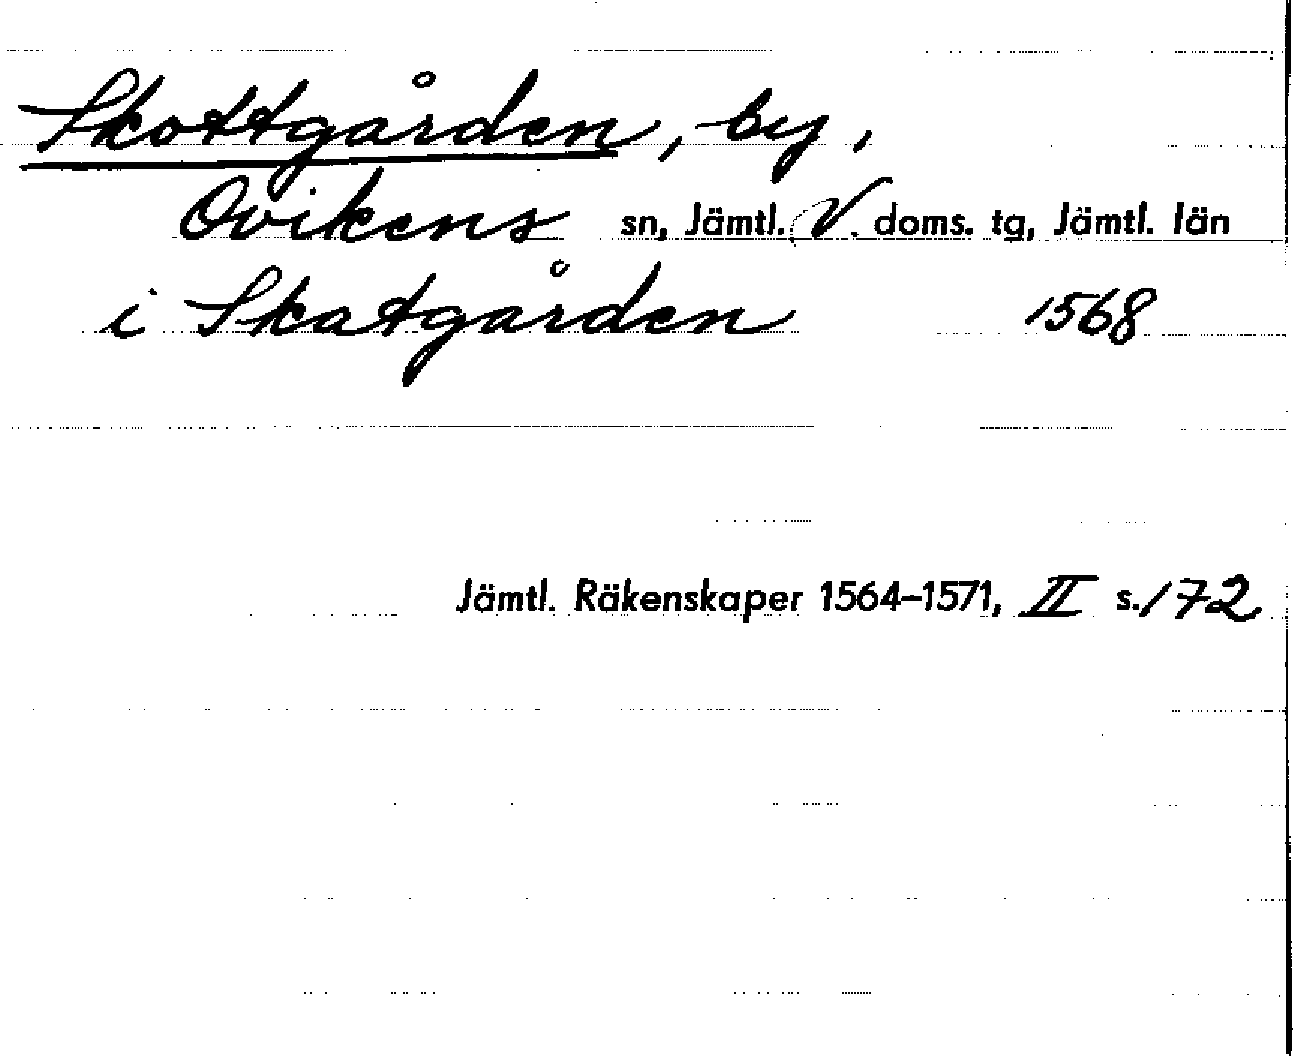 Skottgården, by,
Ovikens sn, Jämtl. V. doms. tg, Jämtl. län
i Skatgården 1568
Jämtl. Räkenskaper 1564–1571, II s. 172